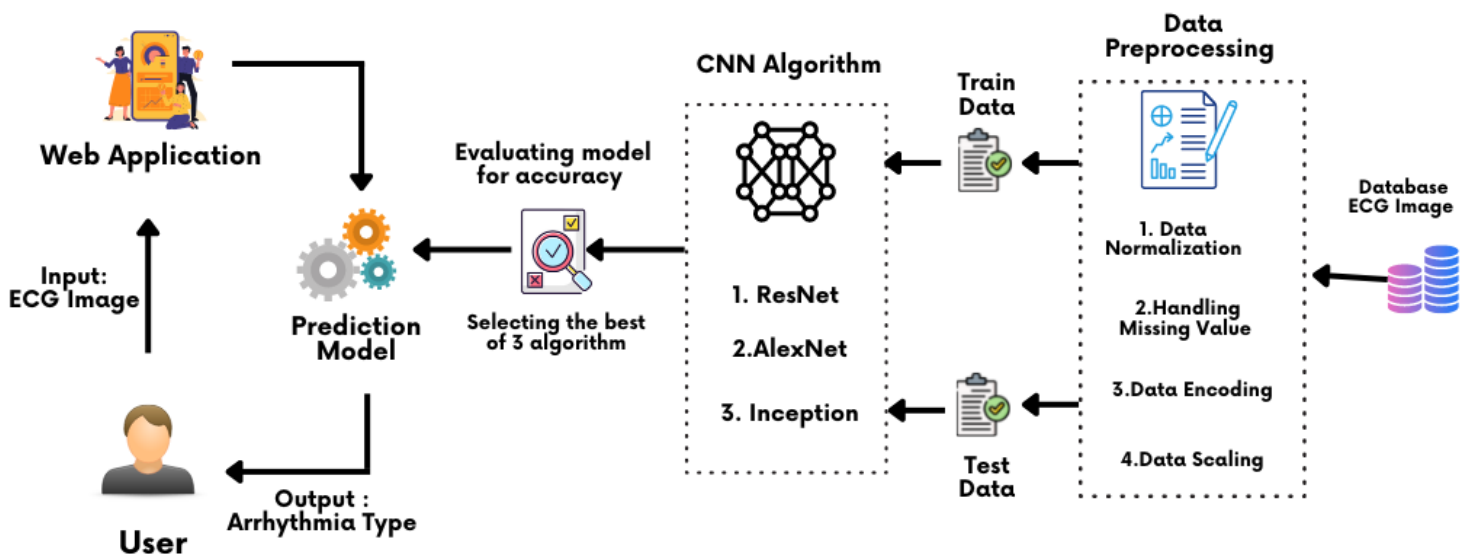 Web Application
Input:
ECG Image
User
Output :
Arrhythmia Type
Prediction
Model
Evaluating model
for accuracy
Selecting the best
of 3 algorithm
CNN Algorithm
1. ResNet
2.AlexNet
3. Inception
Train
Data
Test
Data
Data
Preprocessing
1. Data
Normalization
2.Handling
Missing Value
3.Data Encoding
4.Data Scaling
Database
ECG Image